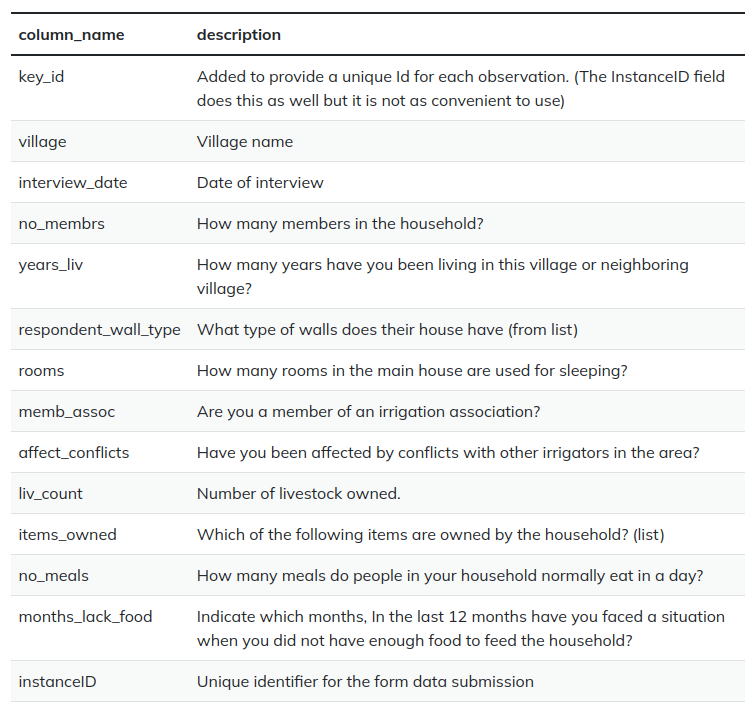 column_name description
key_id Added to provide a unique Id for each observation. (The InstanceID field
does this as well but it is not as convenient to use)
village Village name
interview_date Date of interview
no_membrs How many members in the household?
years_liv How many years have you been living in this village or neighboring
village?
respondent_wall_type What type of walls does their house have (from list)
rooms How many rooms in the main house are used for sleeping?
memb_assoc Are you a member of an irrigation association?
affect_conflicts Have you been affected by conflicts with other irrigators in the area?
liv_count Number of livestock owned.
items_owned Which of the following items are owned by the household? (list)
no_meals How many meals do people in your household normally eat in a day?
months_lack_food Indicate which months, In the last 12 months have you faced a situation
when you did not have enough food to feed the household?
instanceID Unique identifier for the form data submission